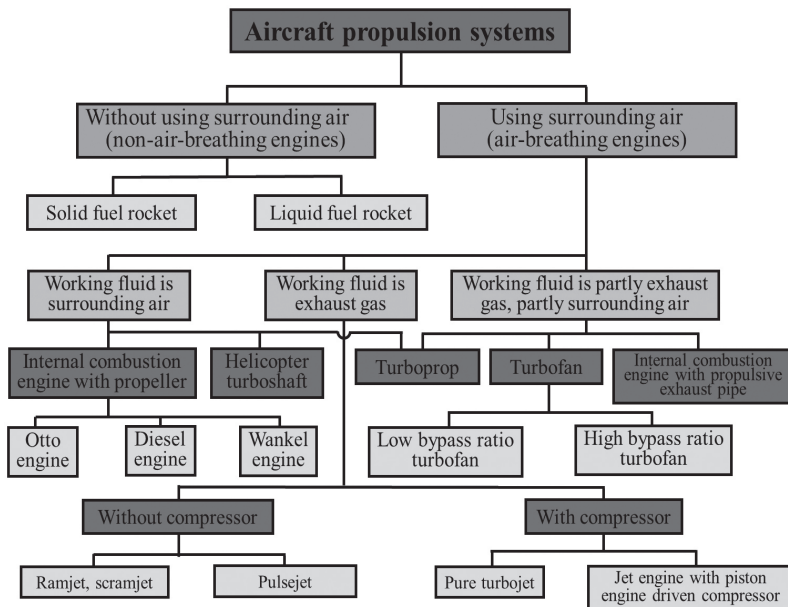 Aircraft propulsion systems
Without using surrounding air
(non-air-breathing engines)
Using surrounding air
(air-breathing engines)
Solid fuel rocket
Liquid fuel rocket
Working fluid is
surrounding air
Working fluid is
exhaust gas
Working fluid is partly exhaust
gas, partly surrounding air
Internal combustion
engine with propeller
Helicopter
turboshaft
Turboprop
Turbofan
Internal combustion
engine with propulsive
exhaust pipe
Otto
engine
Diesel
engine
Wankel
engine
Low bypass ratio
turbofan
High bypass ratio
turbofan
Without compressor
With compressor
Ramjet, scramjet
Pulsejet
Pure turbojet
Jet engine with piston
engine driven compressor